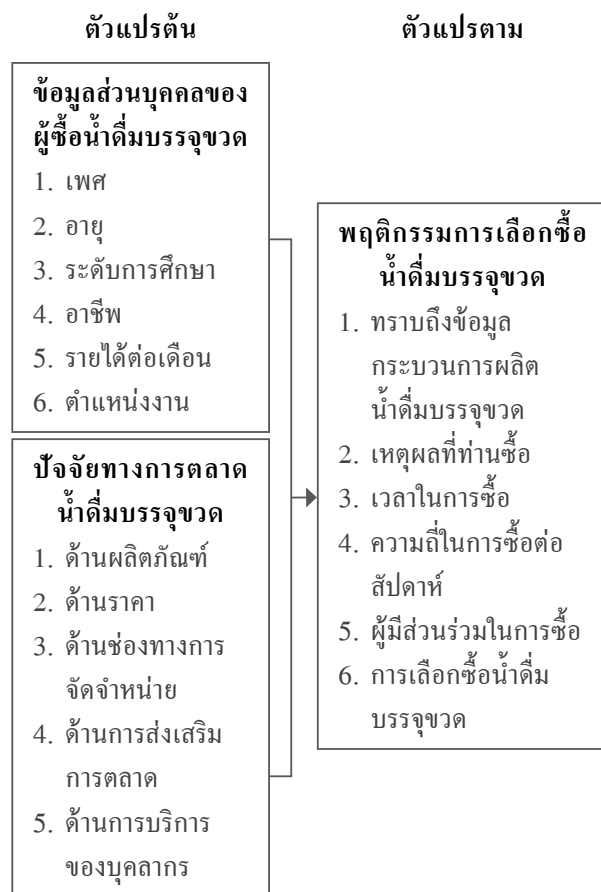 ตัวแปรต้น
ตัวแปรตาม
ข้อมูลส่วนบุคคลของ
ผู้ซื้อน้ำดื่มบรรจุขวด
1. เพศ
2. อายุ
3. ระดับการศึกษา
4. อาชีพ
5. รายได้ต่อเดือน
6. ตำแหน่งงาน
ปัจจัยทางการตลาด
น้ำดื่มบรรจุขวด
1. ด้านผลิตภัณฑ์
2. ด้านราคา
3. ด้านช่องทางการ
จัดจำหน่าย
4. ด้านการส่งเสริม
การตลาด
5. ด้านการบริการ
ของบุคลากร
พฤติกรรมการเลือกซื้อ
น้ำดื่มบรรจุขวด
1. ทราบถึงข้อมูล
กระบวนการผลิต
น้ำดื่มบรรจุขวด
2. เหตุผลที่ท่านซื้อ
3. เวลาในการซื้อ
4. ความถี่ในการซื้อต่อ
สัปดาห์
5. ผู้มีส่วนร่วมในการซื้อ
6. การเลือกซื้อน้ำดื่ม
บรรจุขวด